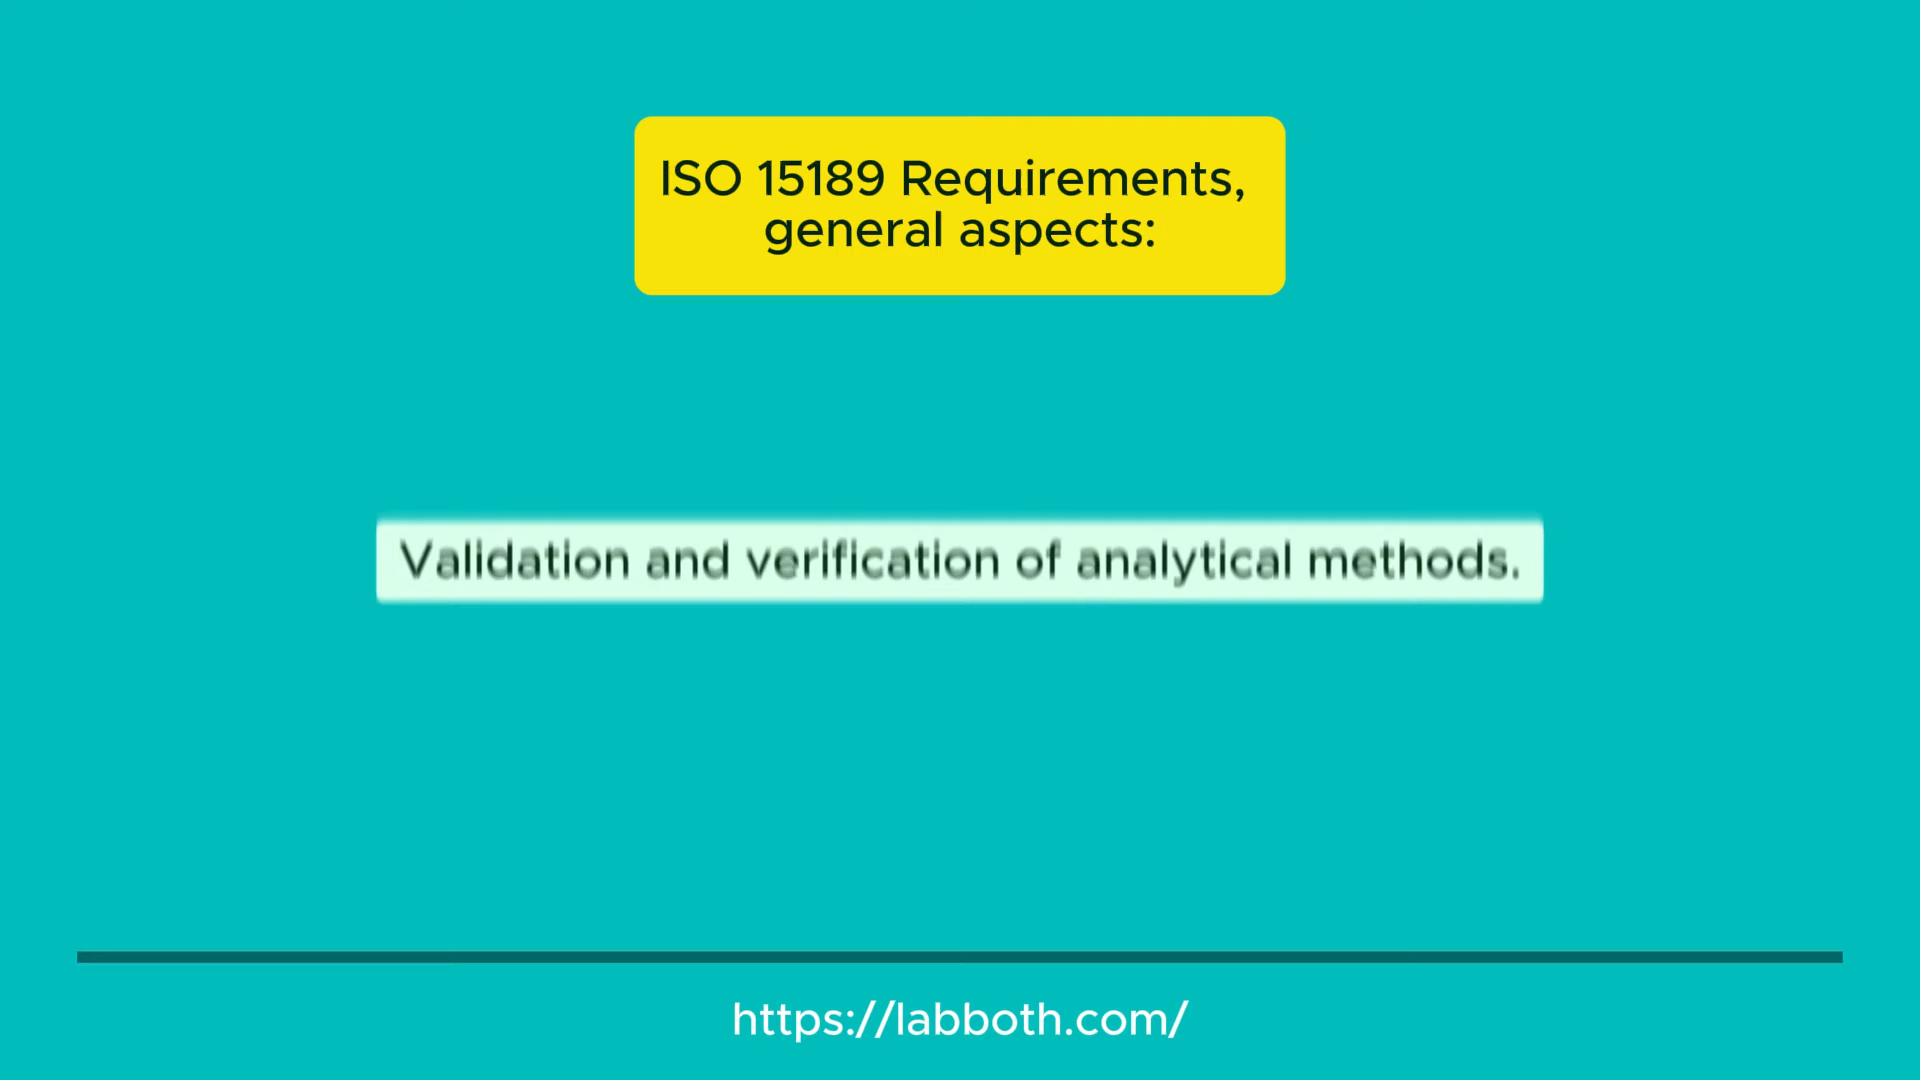 ISO 15189 Requirements,
general aspects:
Validation and verification of analytical methods.
https://labboth.com/